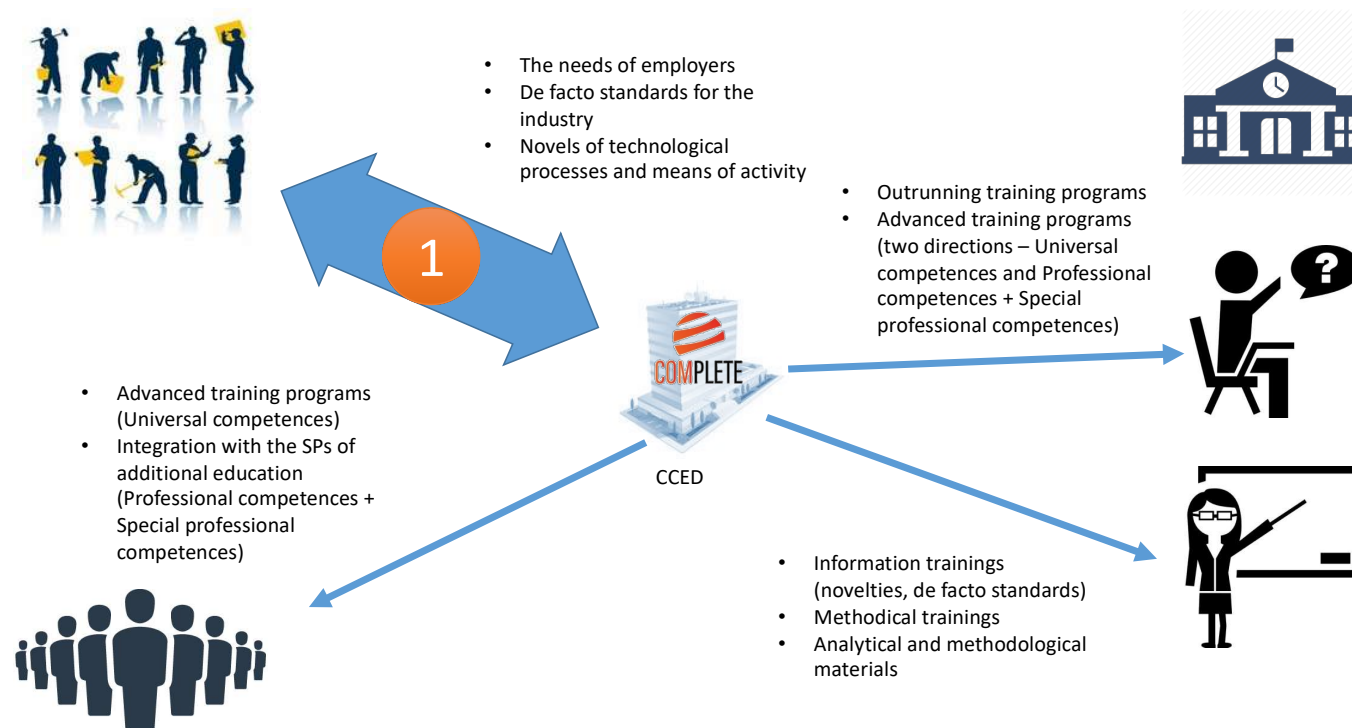 • The needs of employers
• De facto standards for the
industry
• Novels of technological
processes and means of activity
• Outrunning training programs
• Advanced training programs
(two directions – Universal
competences and Professional
competences + Special
professional competences)
?
1
COMPLETE
CCED
• Advanced training programs
(Universal competences)
• Integration with the SPs of
additional education
(Professional competences +
Special professional
competences)
• Information trainings
(novelties, de facto standards)
• Methodical trainings
• Analytical and methodological
materials